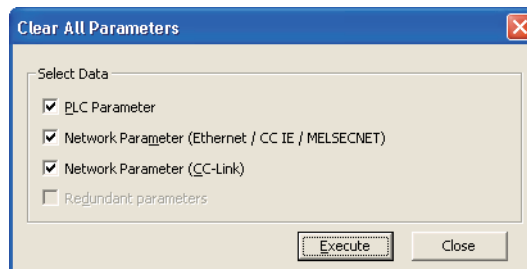 Clear All Parameters
Select Data
PLC Parameter
Network Parameter (Ethernet / CC IE / MELSECNET)
Network Parameter (CC-Link)
Redundant parameters
Execute
Close